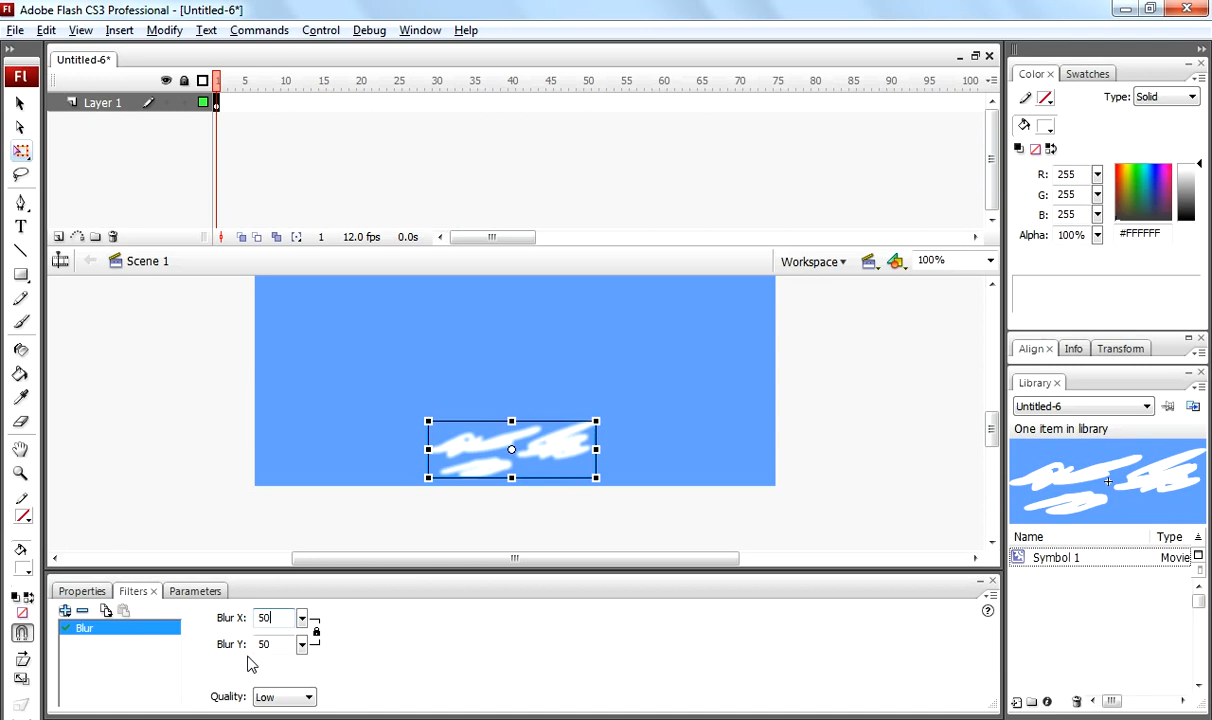 Fl Adobe Flash CS3 Professional - [Untitled-6*]
File Edit View Insert Modify Text Commands Control Debug Window Help
Untitled-6*
Fl
1 5 10 15 20 25 30 35 40 45 50 55 60 65 70 75 80 85 90 95 100
Layer 1
1 12.0 fps 0.0s
Scene 1 Workspace 100%
Color Swatches
Type: Solid
R: 255
G: 255
B: 255
Alpha: 100% #FFFFFF
Align Info Transform
Library
Untitled-6
One item in library
Name Type
Symbol 1 Movie
Properties Filters Parameters
Blur
Blur X: 50
Blur Y: 50
Quality: Low